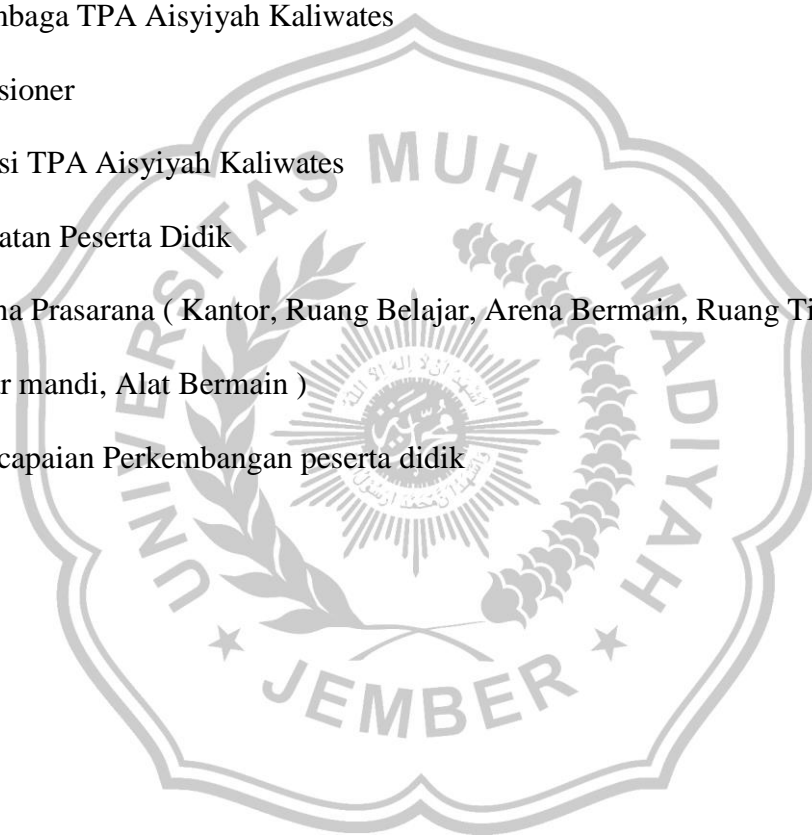 mbaga TPA Aisyiyah Kaliwates
sioner
si TPA Aisyiyah Kaliwates
atan Peserta Didik
na Prasarana ( Kantor, Ruang Belajar, Arena Bermain, Ruang Ti
r mandi, Alat Bermain )
capaian Perkembangan peserta didik
UNIVERSITAS MUHAMMADIYAH
JEMBER